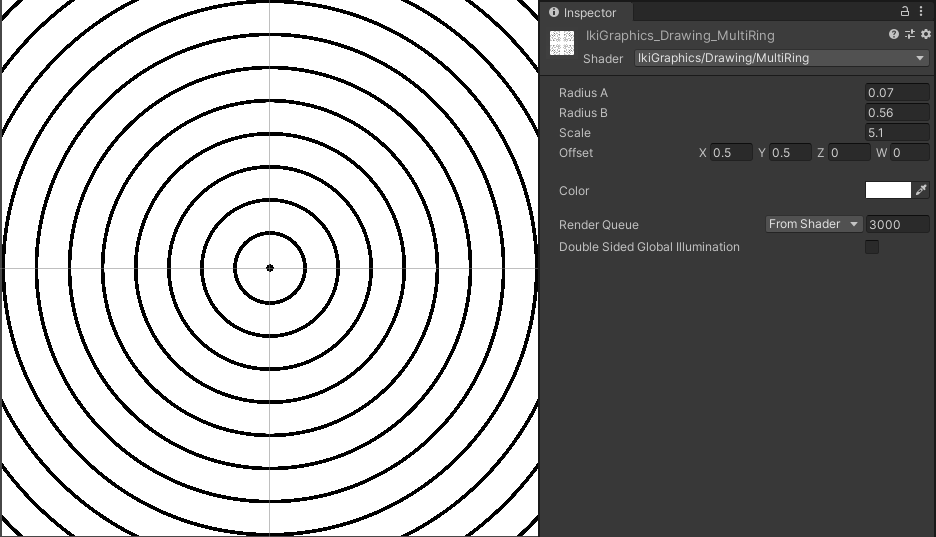 Inspector
IkiGraphics_Drawing_MultiRing
Shader IkiGraphics/Drawing/MultiRing
Radius A 0.07
Radius B 0.56
Scale 5.1
Offset X 0.5 Y 0.5 Z 0 W 0
Color
Render Queue From Shader 3000
Double Sided Global Illumination